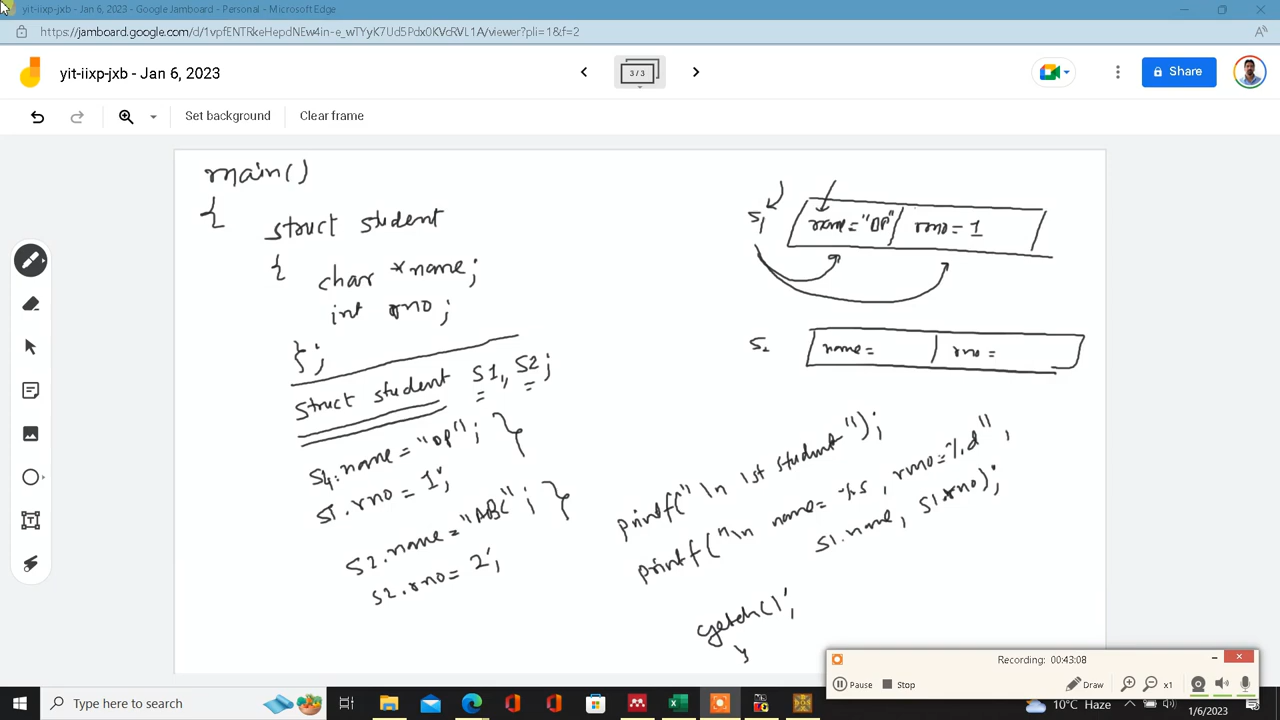 yit-iixp-jxb - Jan 6, 2023 - Google Jamboard - Personal - Microsoft Edge
https://jamboard.google.com/d/1vpfENTRkeHepdNEw4in-e_wTYyK7Ud5Pdx0KVcRVL1A/viewer?pli=1&f=2
yit-iixp-jxb - Jan 6, 2023
3 / 3
Share
Set background
Clear frame
main()
{ struct student
{ char *name;
int rno;
};
struct student S1, S2;
S1.name = "OP"; }
S1.rno = 1;
S2.name = "ABC"; }
S2.rno = 2;
S1 name = "OP" rno = 1
S2 name = rno =
printf("\n 1st student");
printf("\n name= %s, rno=%d",
S1.name, S1.rno);
getch();
}
Recording: 00:43:08
Pause Stop Draw x1
Type here to search
10°C Haze
1/6/2023